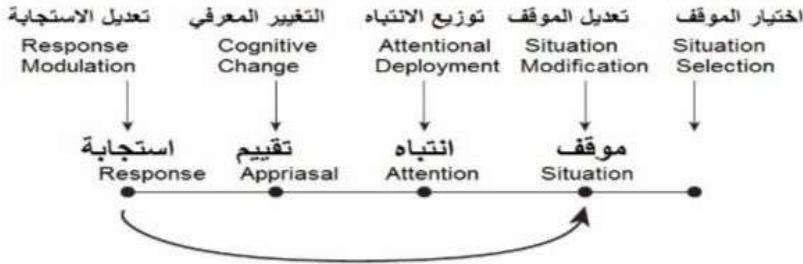 اختيار الموقف
Situation
Selection
تعديل الموقف
Situation
Modification
توزيع الانتباه
Attentional
Deployment
التغيير المعرفي
Cognitive
Change
تعديل الاستجابة
Response
Modulation
موقف
Situation
انتباه
Attention
تقييم
Appriasal
استجابة
Response